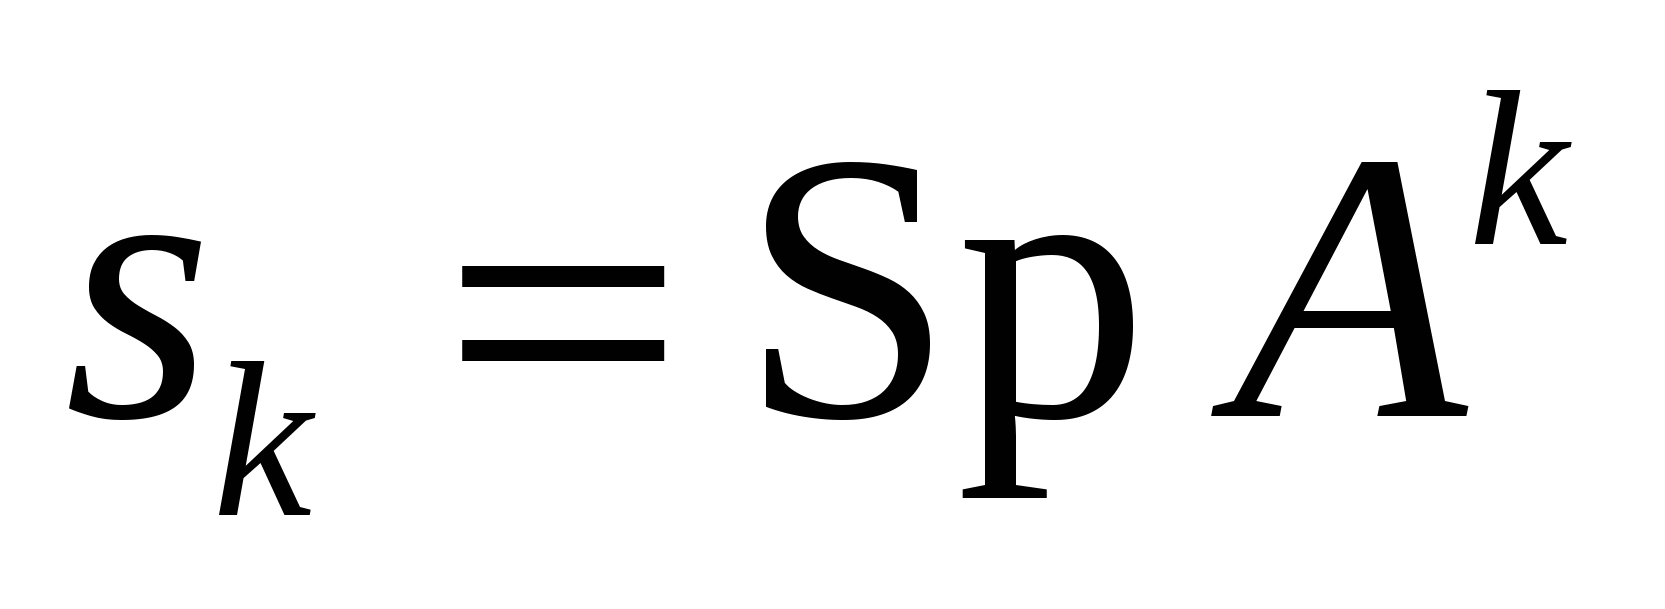 s_k = Sp A^k